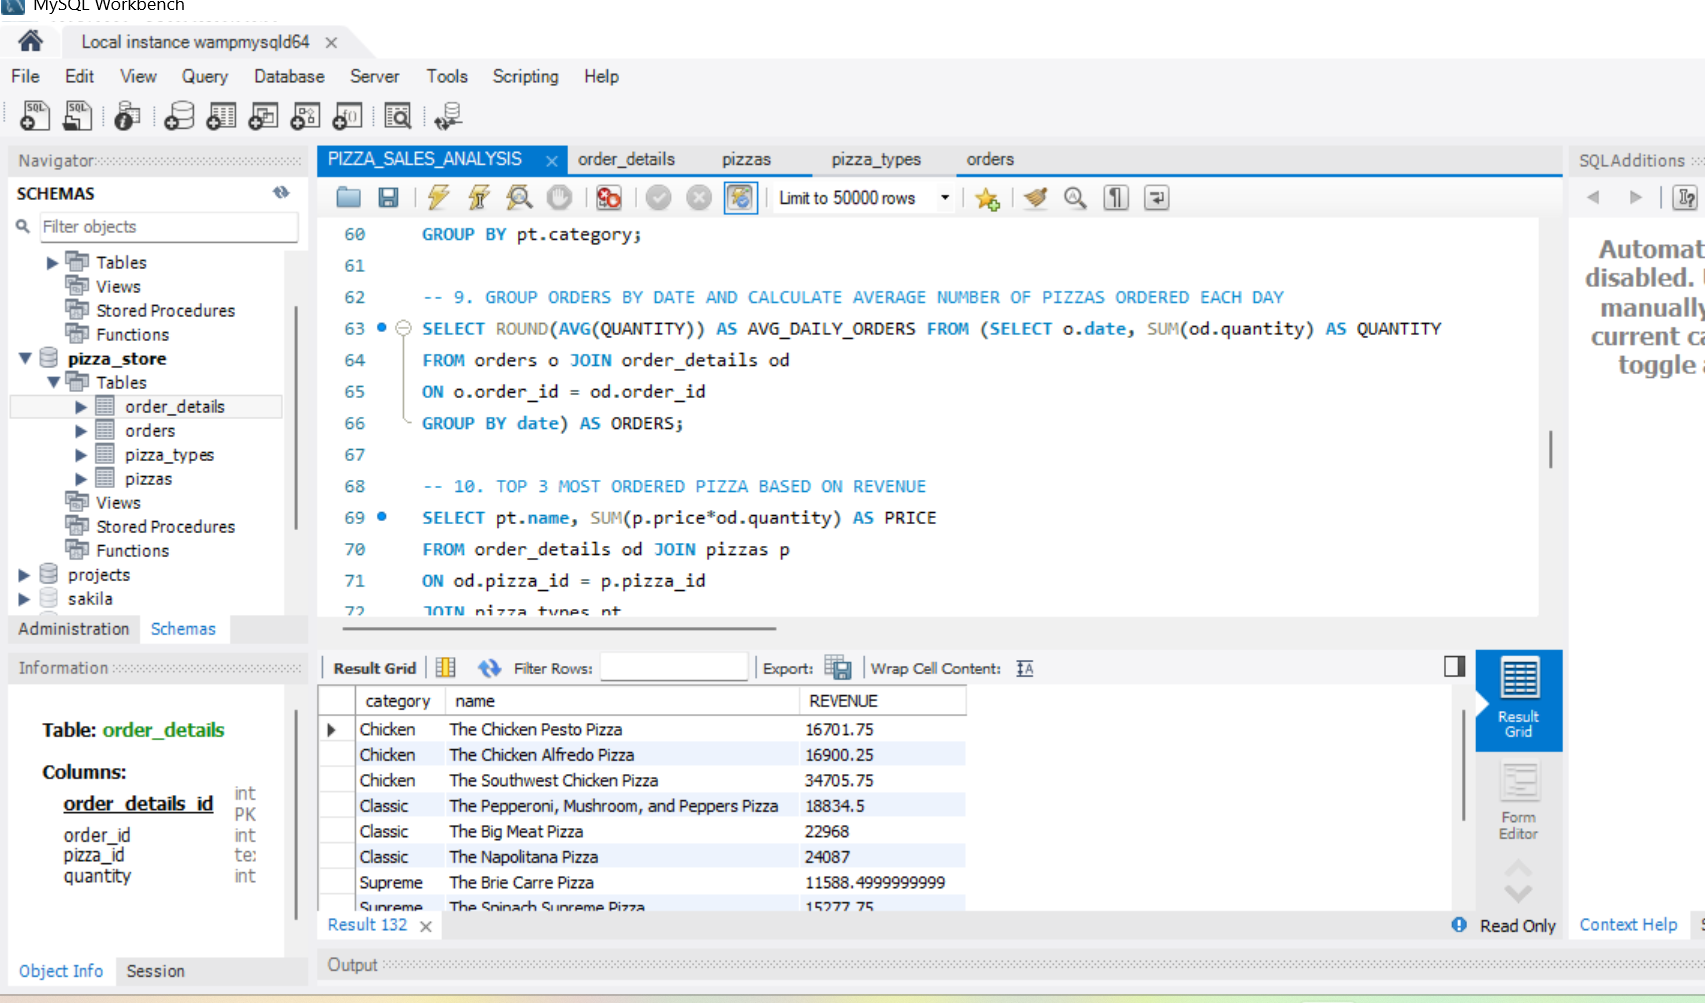 MySQL Workbench
Local instance wampmysqld64
File Edit View Query Database Server Tools Scripting Help
Navigator
SCHEMAS
Filter objects
Tables
Views
Stored Procedures
Functions
pizza_store
Tables
order_details
orders
pizza_types
pizzas
Views
Stored Procedures
Functions
projects
sakila
Administration Schemas
Information
Table: order_details
Columns:
order_details_id int
PK
order_id int
pizza_id
quantity int
Object Info Session
PIZZA_SALES_ANALYSIS order_details pizzas pizza_types orders
Limit to 50000 rows
60 GROUP BY pt.category;
61
62 -- 9. GROUP ORDERS BY DATE AND CALCULATE AVERAGE NUMBER OF PIZZAS ORDERED EACH DAY
63 SELECT ROUND(AVG(QUANTITY)) AS AVG_DAILY_ORDERS FROM (SELECT o.date, SUM(od.quantity) AS QUANTITY
64 FROM orders o JOIN order_details od
65 ON o.order_id = od.order_id
66 GROUP BY date) AS ORDERS;
67
68 -- 10. TOP 3 MOST ORDERED PIZZA BASED ON REVENUE
69 SELECT pt.name, SUM(p.price*od.quantity) AS PRICE
70 FROM order_details od JOIN pizzas p
71 ON od.pizza_id = p.pizza_id
72 JOIN pizza_types pt
Result Grid Filter Rows: Export: Wrap Cell Content:
category name REVENUE
Chicken The Chicken Pesto Pizza 16701.75
Chicken The Chicken Alfredo Pizza 16900.25
Chicken The Southwest Chicken Pizza 34705.75
Classic The Pepperoni, Mushroom, and Peppers Pizza 18834.5
Classic The Big Meat Pizza 22968
Classic The Napolitana Pizza 24087
Supreme The Brie Carre Pizza 11588.4999999999
Supreme The Spinach Supreme Pizza 15277.75
Result 132
Read Only
Output
Result
Grid
Form
Editor
SQLAdditions
Automat
disabled.
manually
current ca
toggle
Context Help